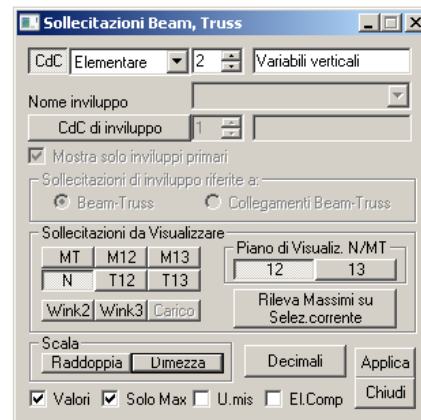 Sollecitazioni Beam, Truss
CdC Elementare 2 Variabili verticali
Nome inviluppo
CdC di inviluppo 1
Mostra solo inviluppi primari
Sollecitazioni di inviluppo riferite a:
Beam-Truss Collegamenti Beam-Truss
Sollecitazioni da Visualizzare
Piano di Visualiz. N/MT
MT M12 M13
12 13
N T12 T13
Rileva Massimi su
Selez.corrente
Wink2 Wink3 Carico
Scala
Raddoppia Dimezza Decimali Applica
Valori Solo Max U.mis El.Comp Chiudi